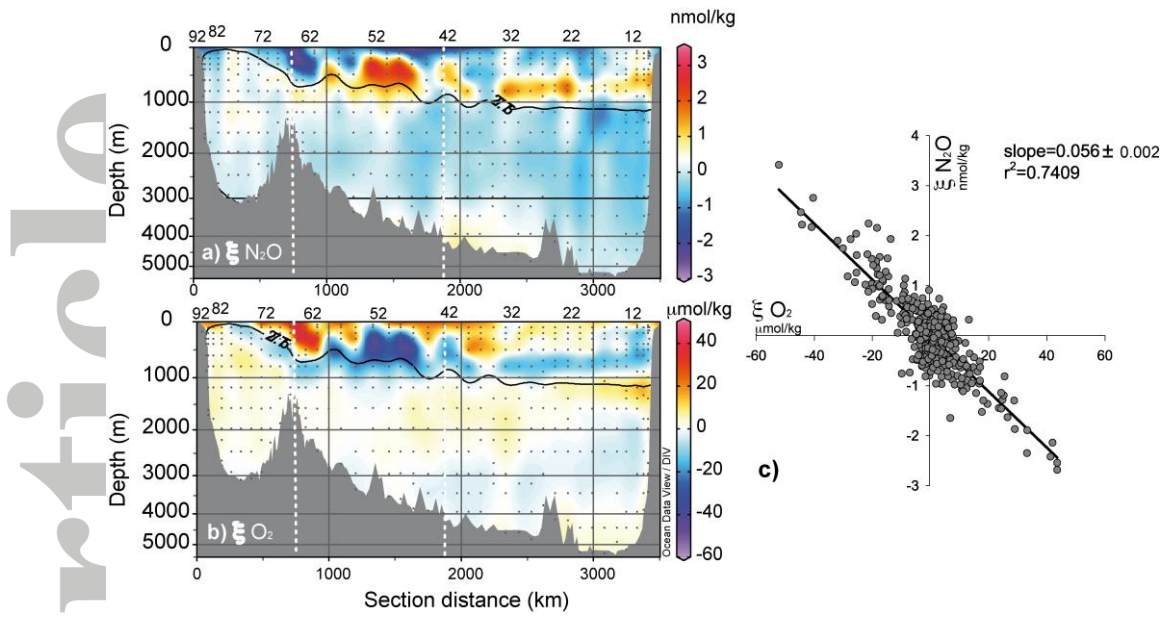 rticle
nmol/kg
92 82 72 62 52 42 32 22 12
0
1000
2000
3000
4000
5000
Depth (m)
a) ξ N₂O
0 1000 2000 3000
3
2
1
0
-1
-2
-3
92 82 72 62 52 42 32 22 12
0
1000
2000
3000
4000
5000
Depth (m)
b) ξ O₂
Ocean Data View / DIV
0 1000 2000 3000
Section distance (km)
μmol/kg
40
20
0
-20
-40
-60
4
3
2
1
-1
-2
-3
ξ N₂O
nmol/kg
slope=0.056 ± 0.002
r²=0.7409
ξ O₂
μmol/kg
-60 -40 -20 20 40 60
c)